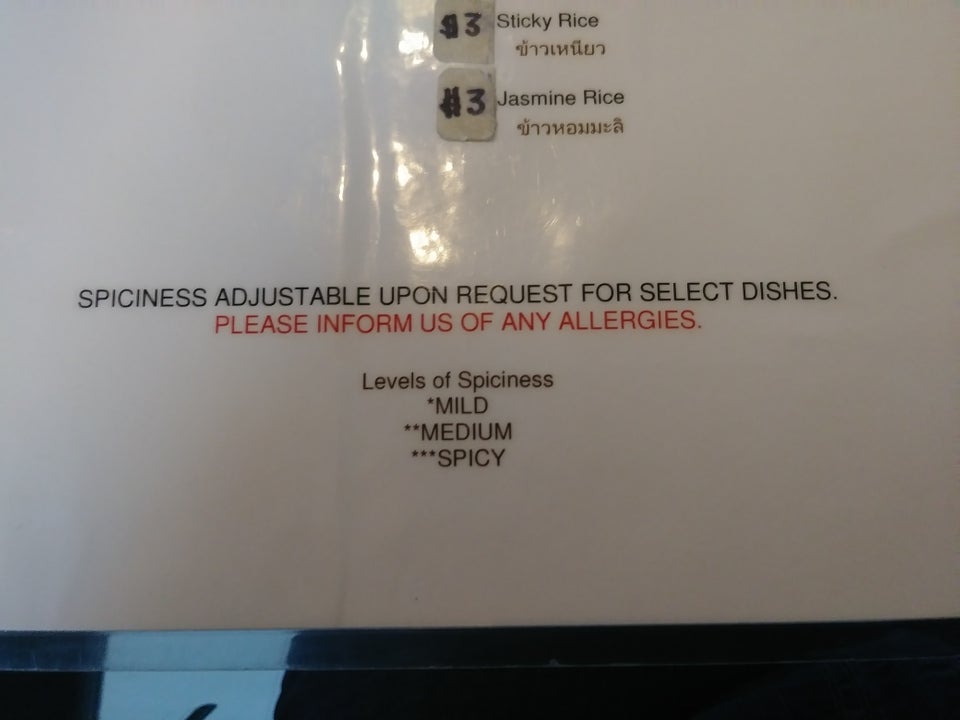 $3 Sticky Rice
ข้าวเหนียว
$3 Jasmine Rice
ข้าวหอมมะลิ
SPICINESS ADJUSTABLE UPON REQUEST FOR SELECT DISHES.
PLEASE INFORM US OF ANY ALLERGIES.
Levels of Spiciness
*MILD
**MEDIUM
***SPICY